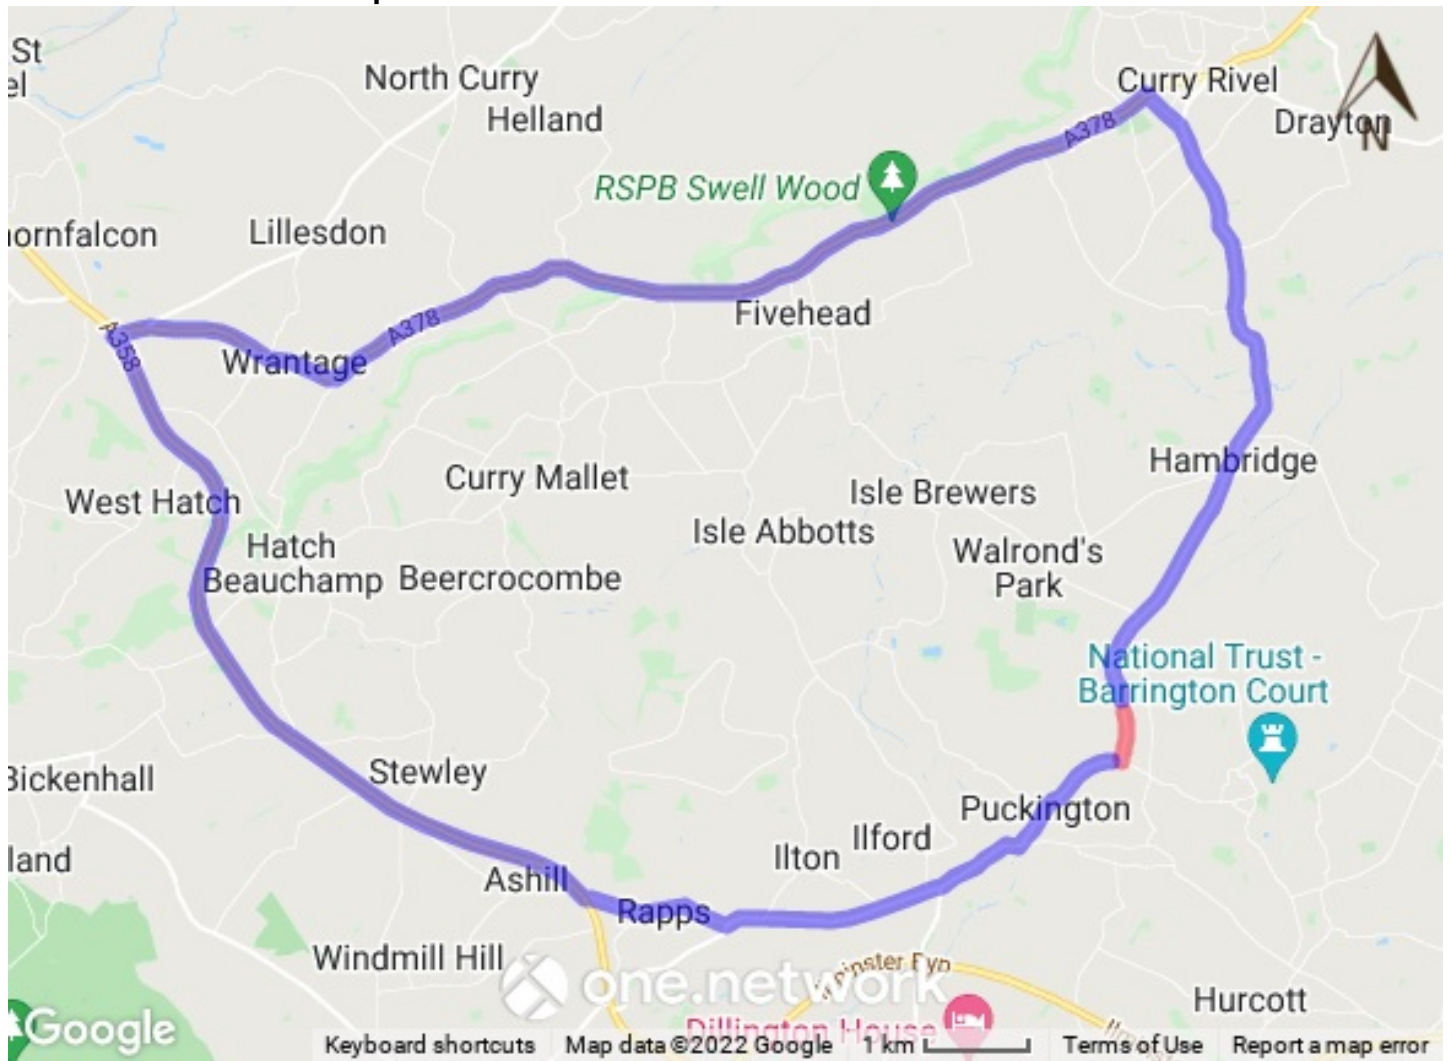 St
el
North Curry
Helland
Curry Rivel
Drayton
N
A378
RSPB Swell Wood
ornfalcon
Lillesdon
A378
Fivehead
A358
Wrantage
Hambridge
Curry Mallet
Isle Brewers
West Hatch
Isle Abbotts
Hatch
Beauchamp
Beercrocombe
Walrond's
Park
National Trust -
Barrington Court
Bickenhall
Stewley
Puckington
Ilford
Ilton
land
Ashill
Rapps
Windmill Hill
one.network
Hurcott
Dillington House
Google
Keyboard shortcuts
Map data ©2022 Google
1 km
Terms of Use
Report a map error